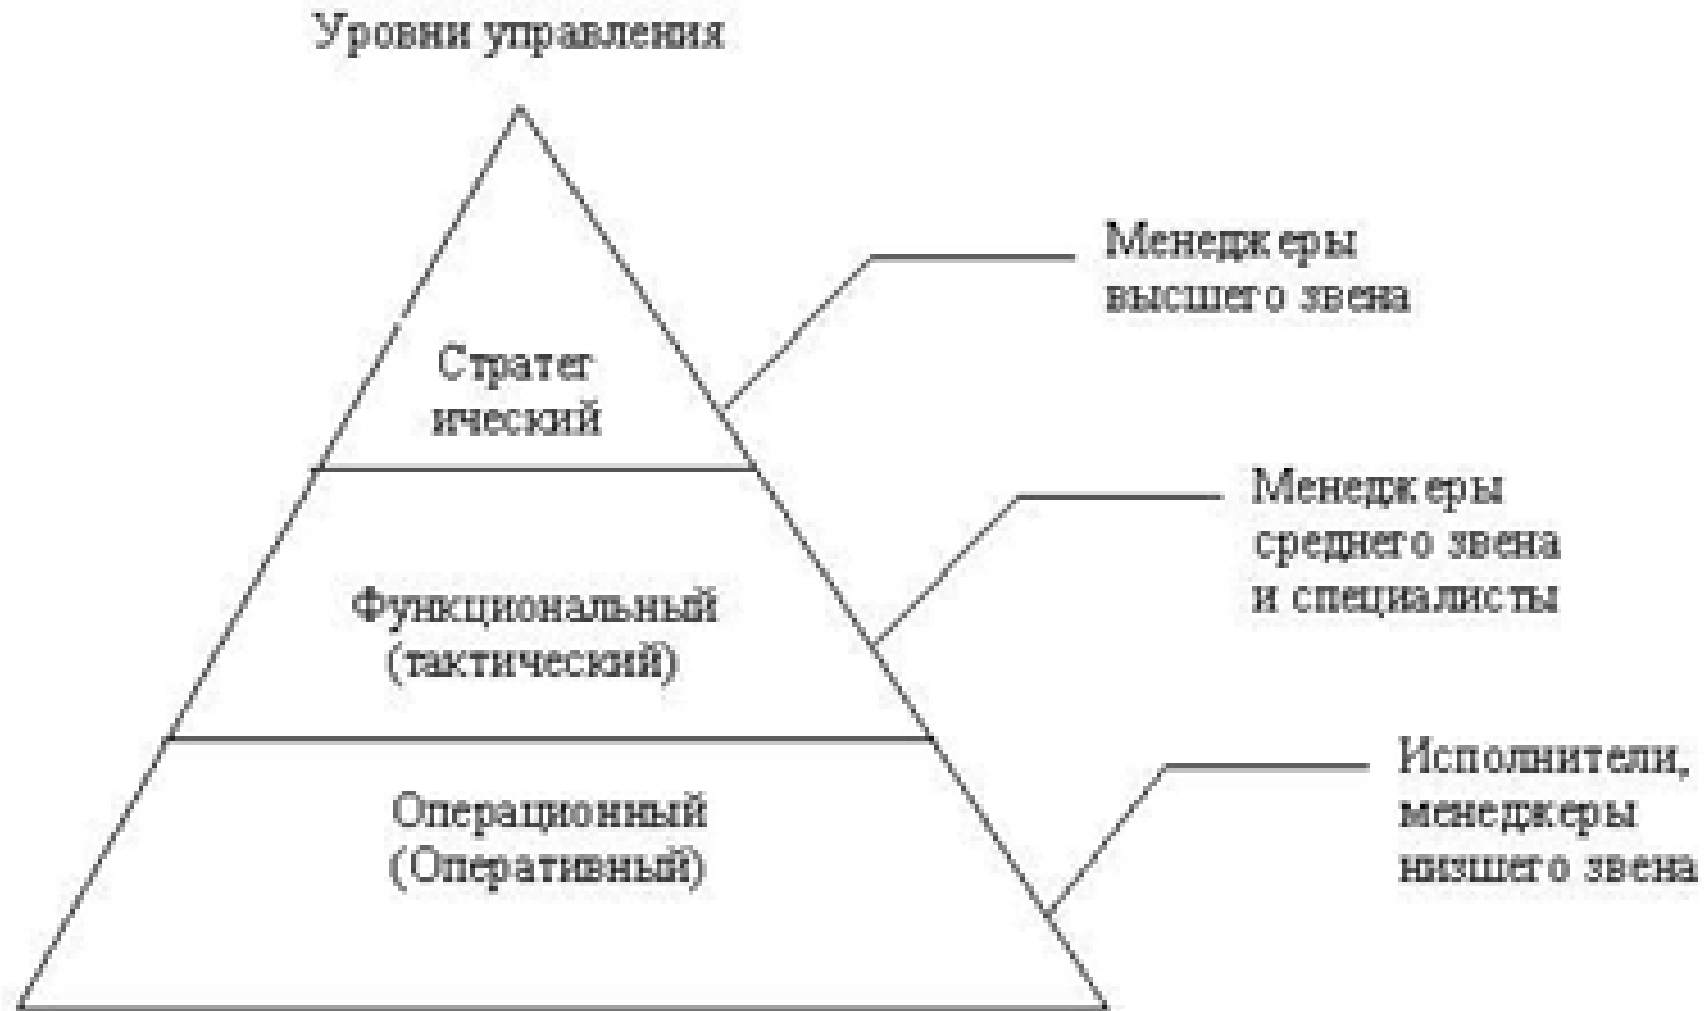 Уровни управления
Менеджеры
высшего звена
Стратег
ический
Менеджеры
среднего звена
и специалисты
Функциональный
(тактический)
Исполнители,
менеджеры
низшего звена
Операционный
(Оперативный)